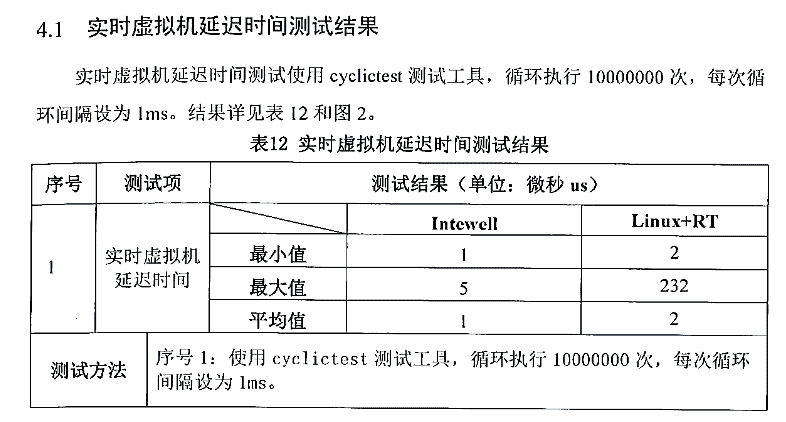 4.1 实时虚拟机延迟时间测试结果
实时虚拟机延迟时间测试使用 cyclictest 测试工具，循环执行 10000000 次，每次循
环间隔设为 1ms。结果详见表 12 和图 2。
表12 实时虚拟机延迟时间测试结果
序号 测试项 测试结果（单位：微秒 us）
Intewell Linux+RT
1 实时虚拟机
延迟时间
最小值 1 2
最大值 5 232
平均值 1 2
测试方法
序号 1：使用 cyclictest 测试工具，循环执行 10000000 次，每次循环
间隔设为 1ms。